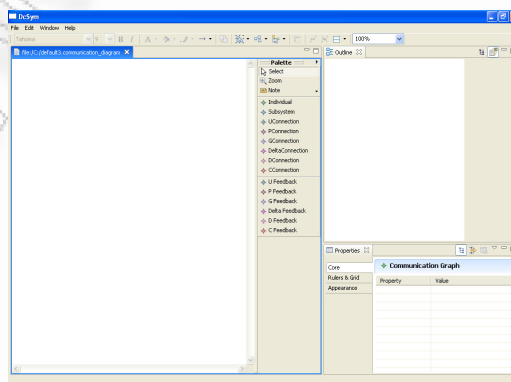 DcSym
File Edit Window Help
Tahoma 9 B I A 100%
file:/C:/default3.communication_diagram
Palette
Select
Zoom
Note
Individual
Subsystem
UConnection
PConnection
GConnection
DeltaConnection
DConnection
CConnection
U Feedback
P Feedback
G Feedback
Delta Feedback
D Feedback
C Feedback
Outline
Properties
Core
Rulers & Grid
Appearance
Communication Graph
Property Value